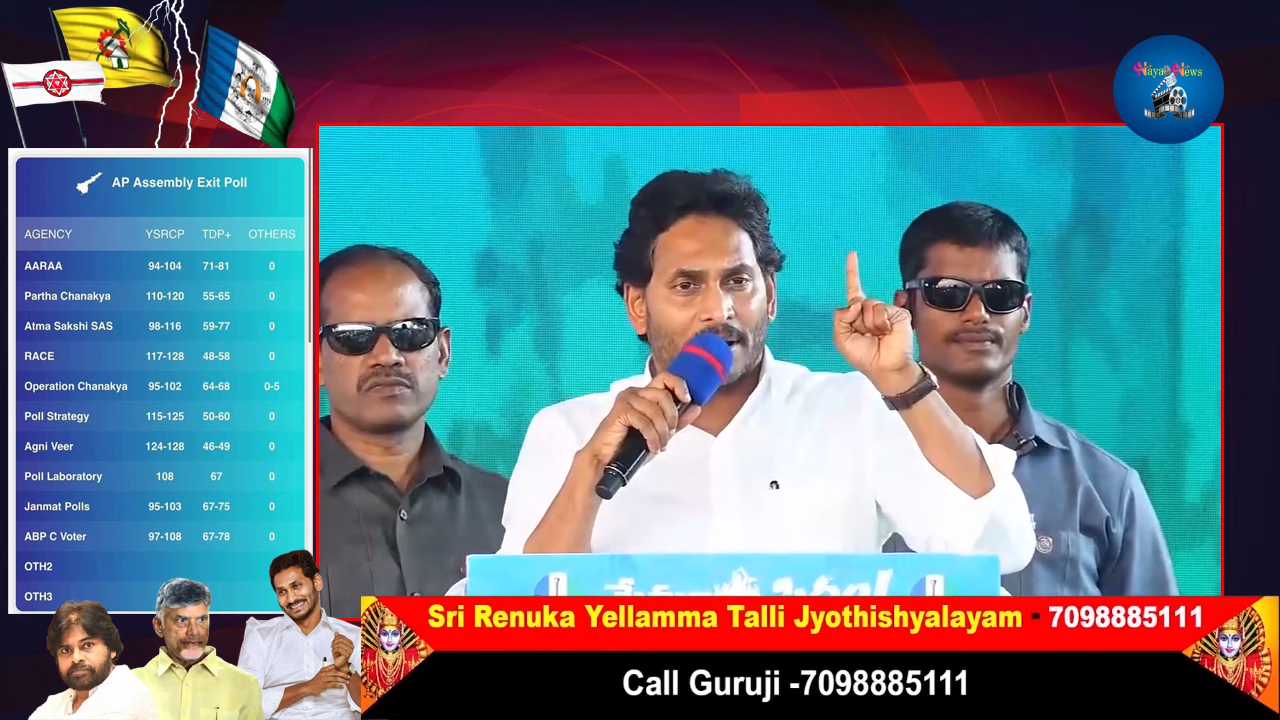 Naya News
AP Assembly Exit Poll
AGENCY YSRCP TDP+ OTHERS
AARAA 94-104 71-81 0
Partha Chanakya 110-120 55-65 0
Atma Sakshi SAS 98-116 59-77 0
RACE 117-128 48-58 0
Operation Chanakya 95-102 64-68 0-5
Poll Strategy 115-125 50-60 0
Agni Veer 124-128 46-49 0
Poll Laboratory 108 67 0
Janmat Polls 95-103 67-75 0
ABP C Voter 97-108 67-78 0
OTH2
OTH3
Sri Renuka Yellamma Talli Jyothishyalayam - 7098885111
Call Guruji -7098885111